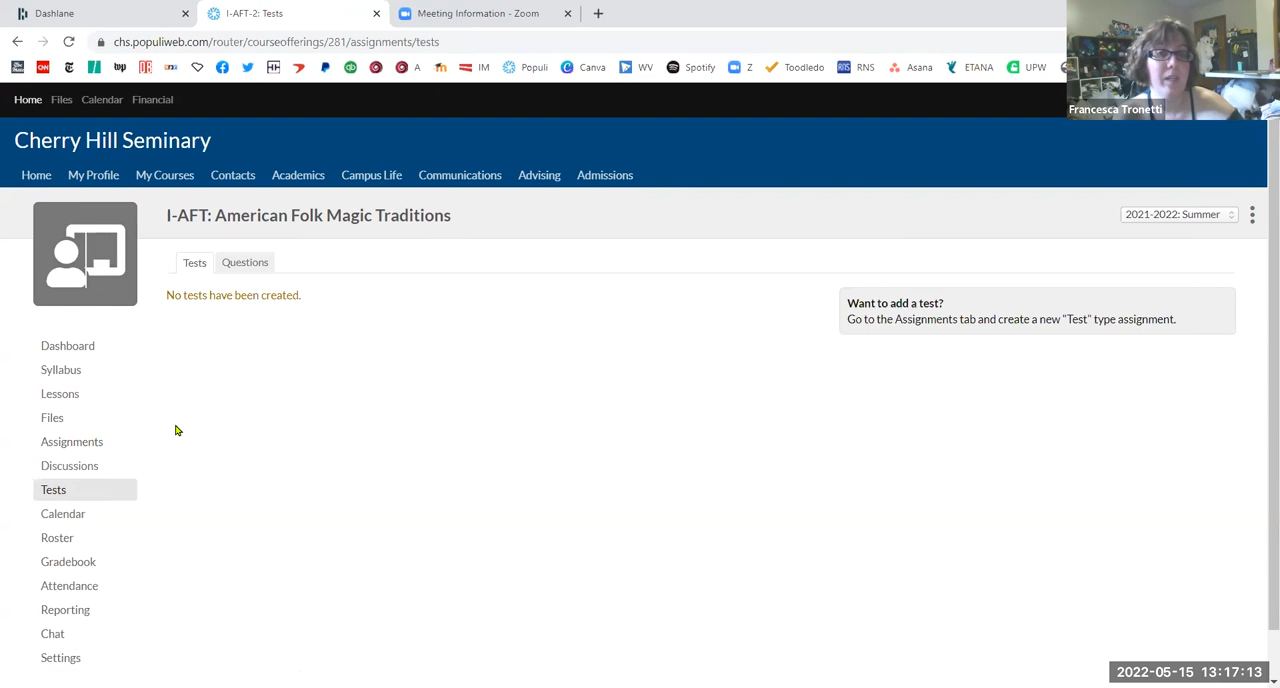 Dashlane
I-AFT-2: Tests
Meeting Information - Zoom
chs.populiweb.com/router/courseofferings/281/assignments/tests
CNN
wp
IM
Populi
Canva
WV
Spotify
Z
Toodledo
RNS
RNS
Asana
ETANA
UPW
A
Francesca Tronetti
Home Files Calendar Financial
Cherry Hill Seminary
Home My Profile My Courses Contacts Academics Campus Life Communications Advising Admissions
I-AFT: American Folk Magic Traditions
2021-2022: Summer
Tests Questions
No tests have been created.
Want to add a test?
Go to the Assignments tab and create a new "Test" type assignment.
Dashboard
Syllabus
Lessons
Files
Assignments
Discussions
Tests
Calendar
Roster
Gradebook
Attendance
Reporting
Chat
Settings
2022-05-15 13:17:13